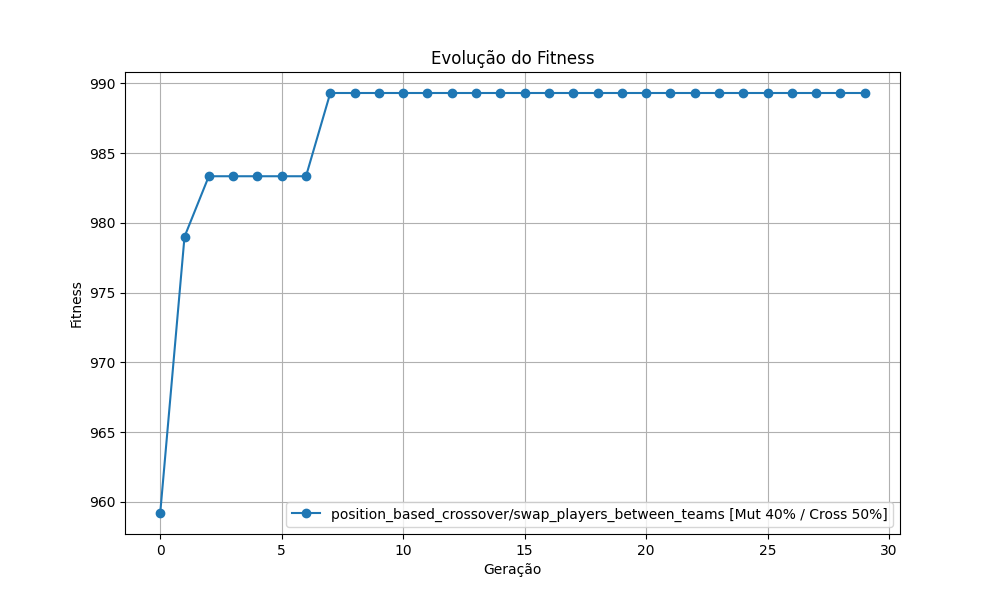 Evolução do Fitness
Fitness
990
985
980
975
970
965
960
position_based_crossover/swap_players_between_teams [Mut 40% / Cross 50%]
0 5 10 15 20 25 30
Geração